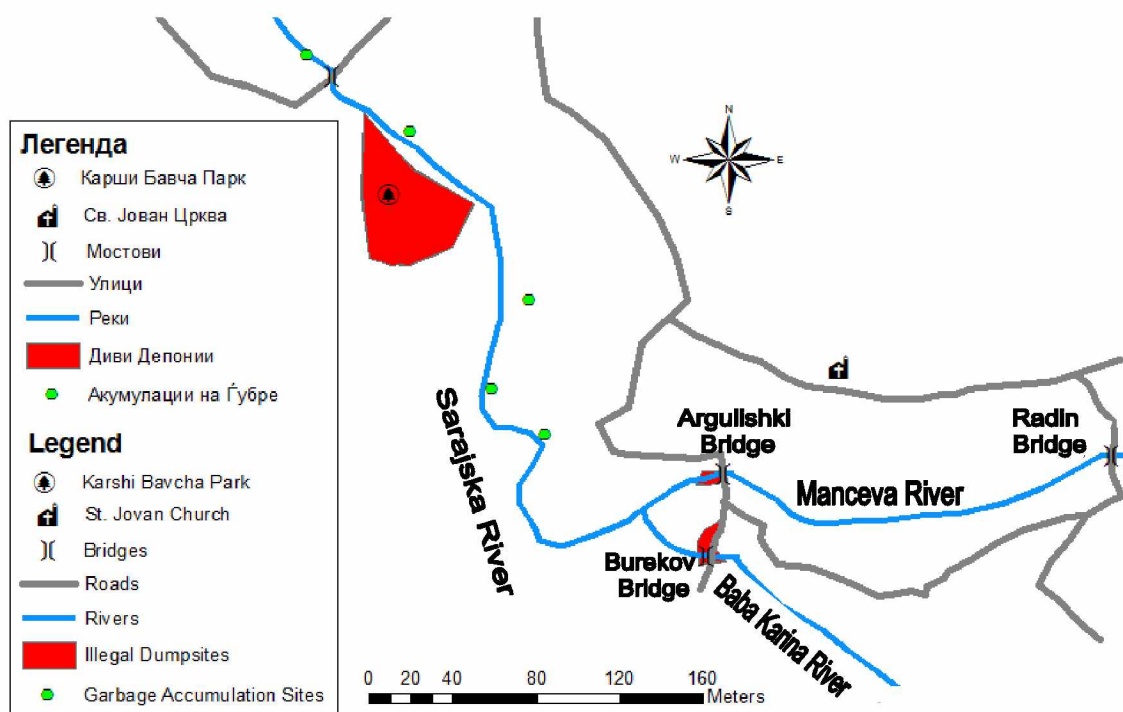 Легенда
Карши Бавча Парк
Св. Јован Црква
Мостови
Улици
Реки
Диви Депонии
Акумулации на Ѓубре
Legend
Karshi Bavcha Park
St. Jovan Church
Bridges
Roads
Rivers
Illegal Dumpsites
Garbage Accumulation Sites
N
W
E
S
Sarajska River
Argulishki
Bridge
Radin
Bridge
Manceva River
Burekov
Bridge
Baba Karina River
0 40 80 120 160
Meters